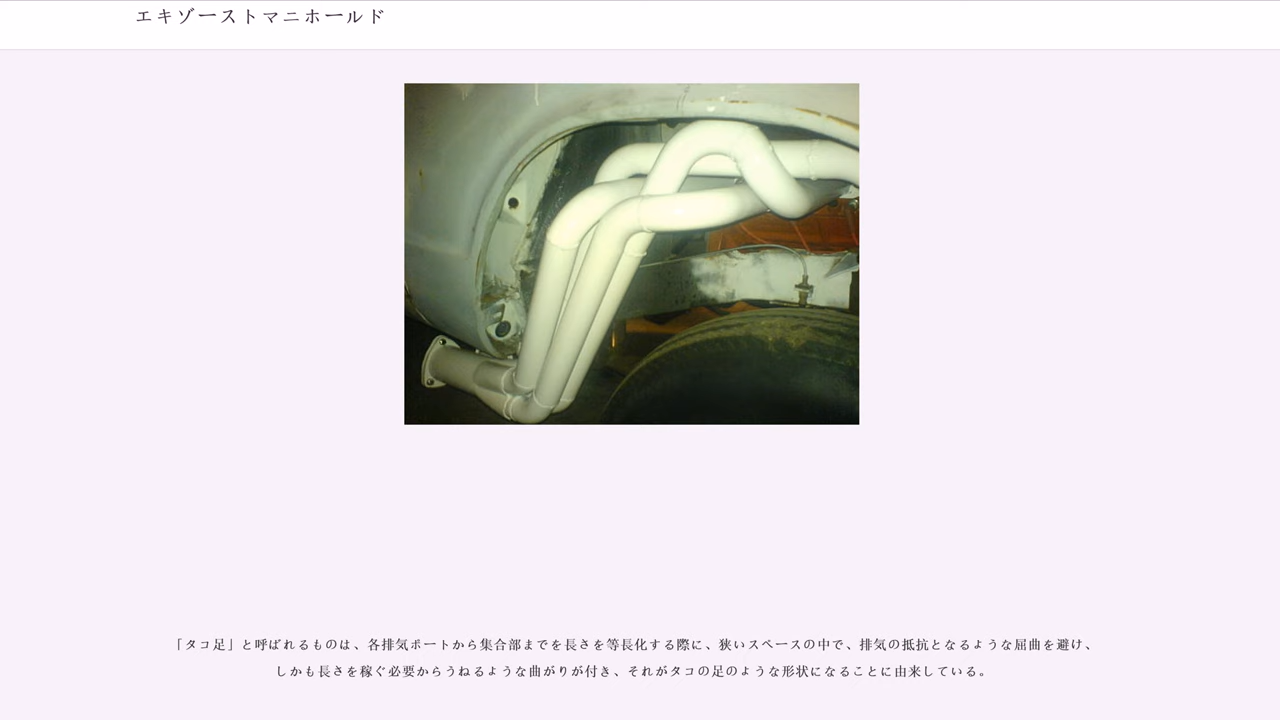 エキゾーストマニホールド
「タコ足」と呼ばれるものは、各排気ポートから集合部までを長さを等長化する際に、狭いスペースの中で、排気の抵抗となるような屈曲を避け、
しかも長さを稼ぐ必要からうねるような曲がりが付き、それがタコの足のような形状になることに由来している。